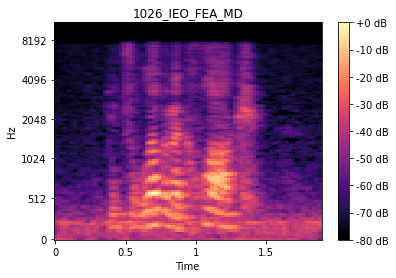 1026_IEO_FEA_MD
+0 dB
8192
-10 dB
4096
-20 dB
-30 dB
2048
Hz
-40 dB
1024
-50 dB
512
-60 dB
-70 dB
0
-80 dB
0
0.5
1
1.5
Time